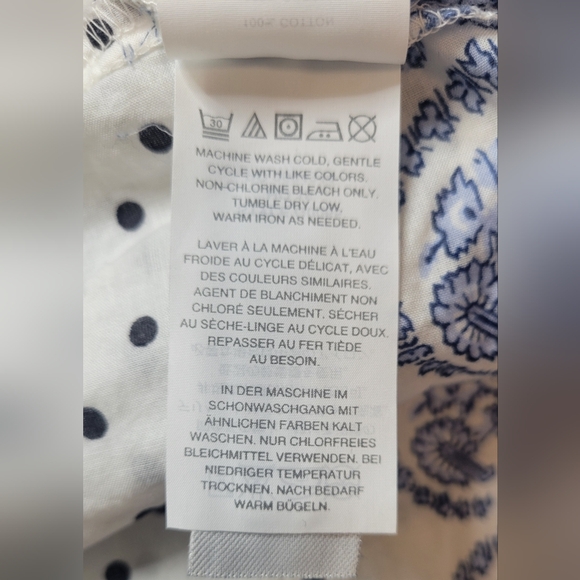 100% COTTON
30
MACHINE WASH COLD, GENTLE
CYCLE WITH LIKE COLORS.
NON-CHLORINE BLEACH ONLY.
TUMBLE DRY LOW.
WARM IRON AS NEEDED.
LAVER À LA MACHINE À L'EAU
FROIDE AU CYCLE DÉLICAT, AVEC
DES COULEURS SIMILAIRES.
AGENT DE BLANCHIMENT NON
CHLORÉ SEULEMENT. SÉCHER
AU SÈCHE-LINGE AU CYCLE DOUX.
REPASSER AU FER TIÈDE
AU BESOIN.
IN DER MASCHINE IM
SCHONWASCHGANG MIT
ÄHNLICHEN FARBEN KALT
WASCHEN. NUR CHLORFREIES
BLEICHMITTEL VERWENDEN. BEI
NIEDRIGER TEMPERATUR
TROCKNEN. NACH BEDARF
WARM BÜGELN.